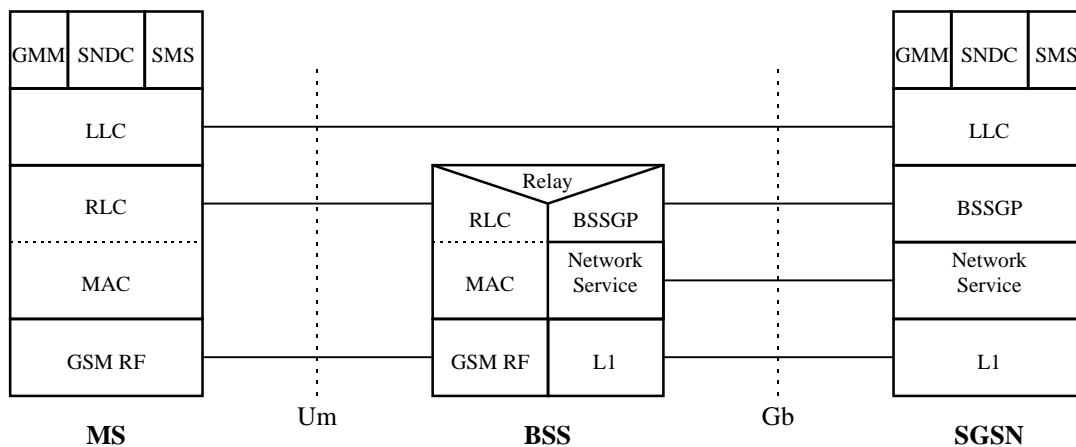 GMM SNDC SMS
GMM SNDC SMS
LLC
LLC
Relay
RLC
RLC
BSSGP
BSSGP
MAC
MAC
Network
Service
Network
Service
GSM RF
GSM RF
L1
L1
Um
Gb
MS
BSS
SGSN